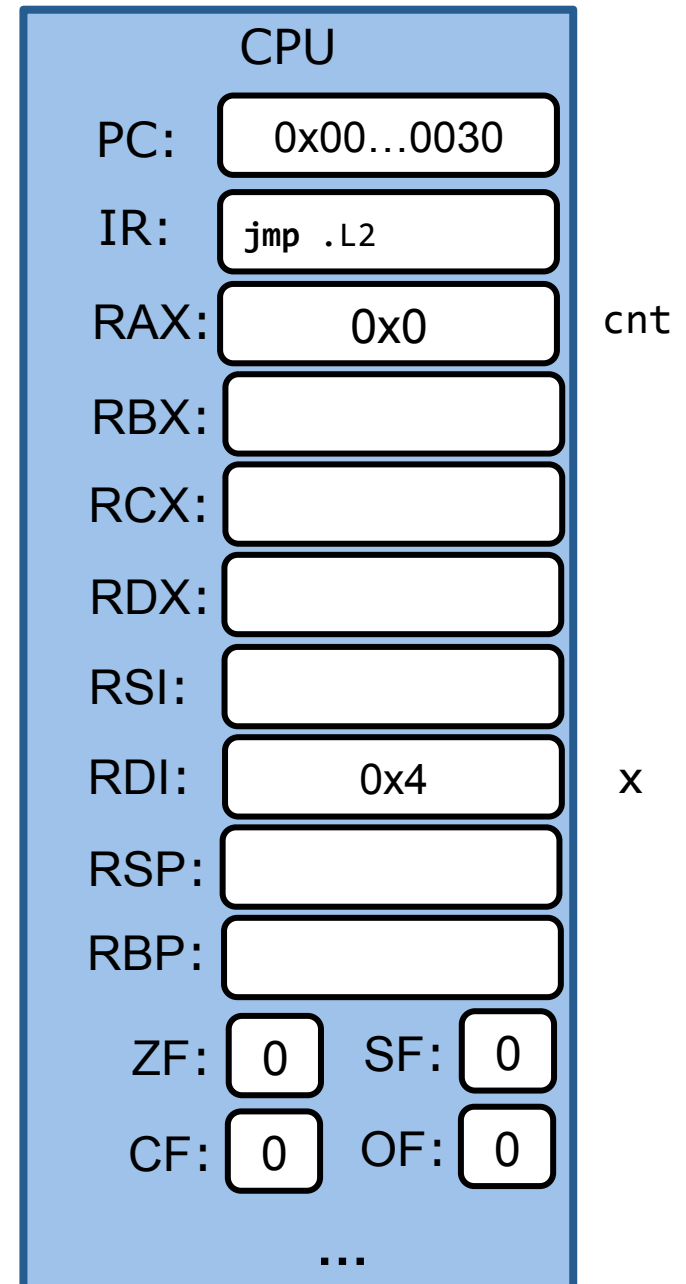 CPU
PC: 0x00...0030
IR: jmp .L2
RAX: 0x0 cnt
RBX:
RCX:
RDX:
RSI:
RDI: 0x4 x
RSP:
RBP:
ZF: 0 SF: 0
CF: 0 OF: 0
...